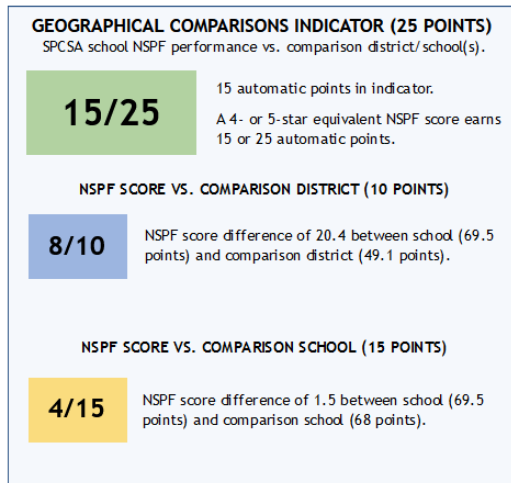 GEOGRAPHICAL COMPARISONS INDICATOR (25 POINTS)
SPCSA school NSPF performance vs. comparison district/school(s).
15/25
15 automatic points in indicator.
A 4- or 5-star equivalent NSPF score earns
15 or 25 automatic points.
NSPF SCORE VS. COMPARISON DISTRICT (10 POINTS)
8/10
NSPF score difference of 20.4 between school (69.5
points) and comparison district (49.1 points).
NSPF SCORE VS. COMPARISON SCHOOL (15 POINTS)
4/15
NSPF score difference of 1.5 between school (69.5
points) and comparison school (68 points).